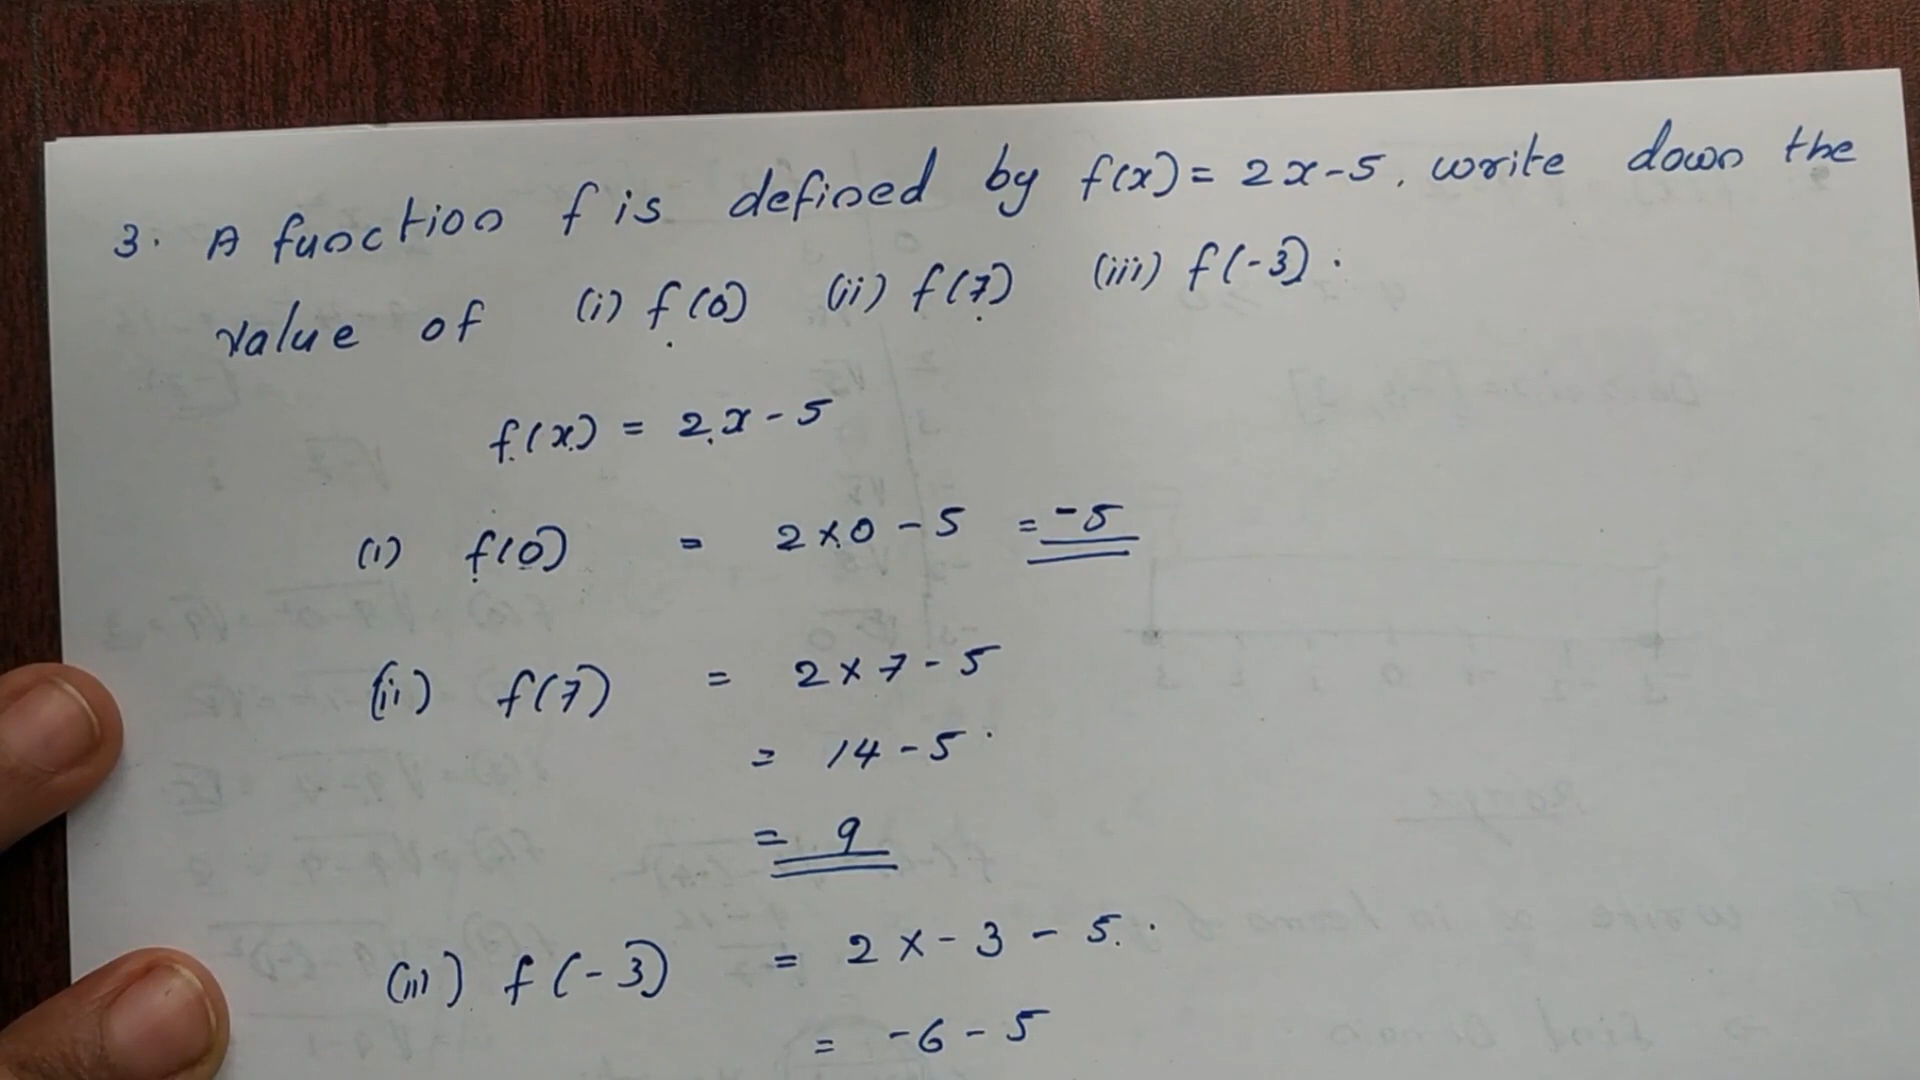 3. A function f is defined by f(x) = 2x-5, write down the
value of (i) f(0) (ii) f(7) (iii) f(-3).
f(x) = 2x-5
(i) f(0) = 2×0-5 = -5
(ii) f(7) = 2×7-5
= 14-5
= 9
(iii) f(-3) = 2×-3-5.
= -6-5